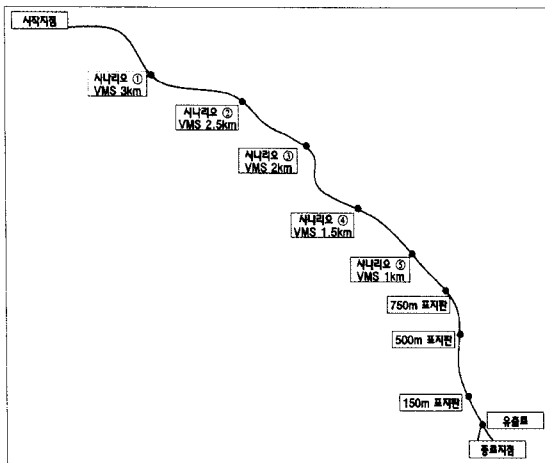 시작지점
시나리오 ①
VMS 3km
시나리오 ②
VMS 2.5km
시나리오 ③
VMS 2km
시나리오 ④
VMS 1.5km
시나리오 ⑤
VMS 1km
750m 표지판
500m 표지판
150m 표지판
유출로
종료지점